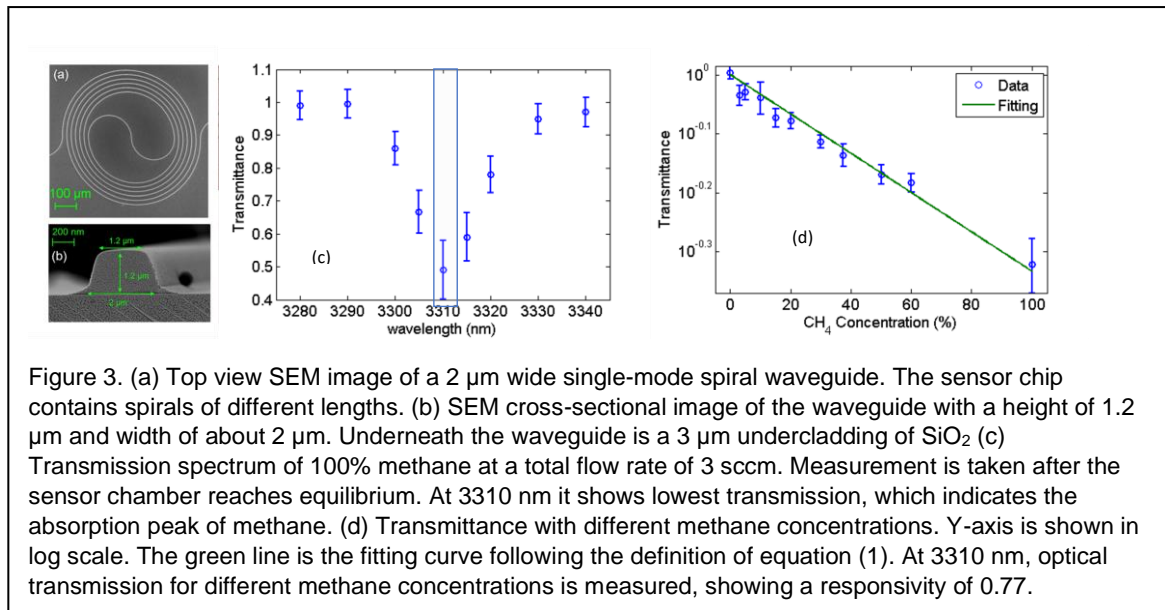 (a)
100 µm
200 nm
1.2 µm
(b)
1.2 µm
2 µm
1.1
1
0.9
0.8
0.7
0.6
0.5
0.4
Transmittance
(c)
3280 3290 3300 3310 3320 3330 3340
wavelength (nm)
10^0
10^-0.1
10^-0.2
10^-0.3
Transmittance
Data
Fitting
(d)
0 20 40 60 80 100
CH4 Concentration (%)
Figure 3. (a) Top view SEM image of a 2 µm wide single-mode spiral waveguide. The sensor chip
contains spirals of different lengths. (b) SEM cross-sectional image of the waveguide with a height of 1.2
µm and width of about 2 µm. Underneath the waveguide is a 3 µm undercladding of SiO2 (c)
Transmission spectrum of 100% methane at a total flow rate of 3 sccm. Measurement is taken after the
sensor chamber reaches equilibrium. At 3310 nm it shows lowest transmission, which indicates the
absorption peak of methane. (d) Transmittance with different methane concentrations. Y-axis is shown in
log scale. The green line is the fitting curve following the definition of equation (1). At 3310 nm, optical
transmission for different methane concentrations is measured, showing a responsivity of 0.77.